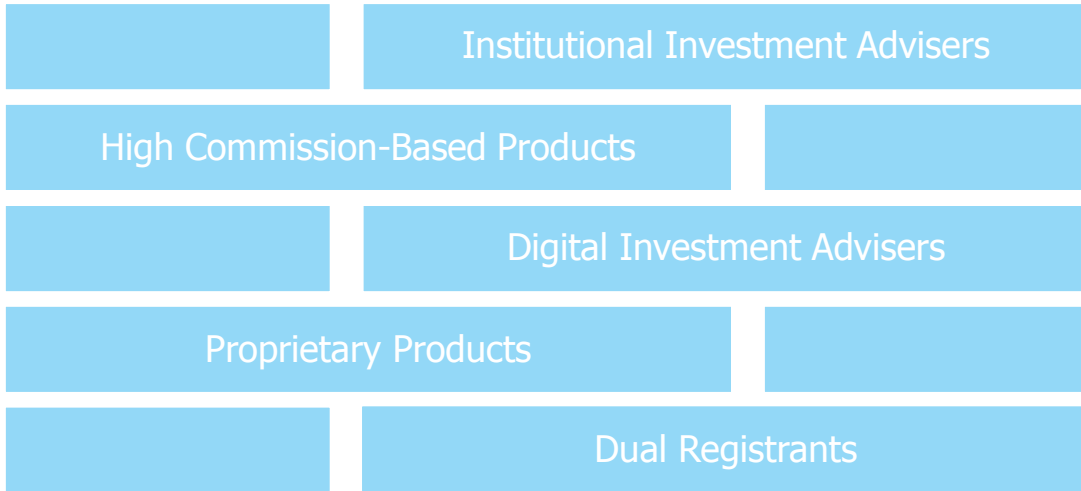 Institutional Investment Advisers
High Commission-Based Products
Digital Investment Advisers
Proprietary Products
Dual Registrants